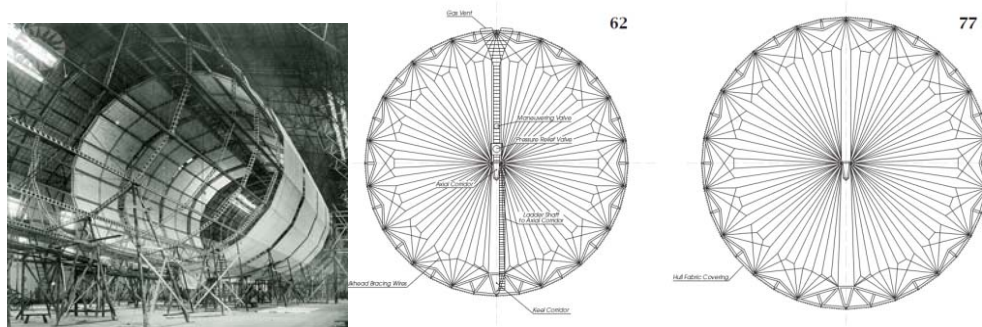 Gas Vent
62
77
Maneuvering Valve
Pressure Relief Valve
Axial Corridor
Ladder Shaft
to Axial Corridor
Hull Fabric Covering
lkhead Bracing Wires
Keel Corridor